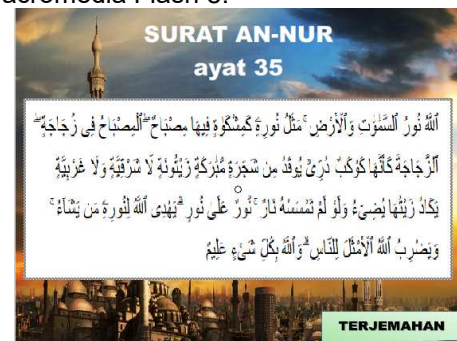 acromedia Flash 8.
SURAT AN-NUR
ayat 35
ٱللَّهُ نُورُ ٱلسَّمَٰوَٰتِ وَٱلْأَرْضِ ۚ مَثَلُ نُورِهِۦ كَمِشْكَوٰةٍ فِيهَا مِصْبَاحٌ ۖ ٱلْمِصْبَاحُ فِى زُجَاجَةٍ ۖ
ٱلزُّجَاجَةُ كَأَنَّهَا كَوْكَبٌ دُرِّىٌّ يُوقَدُ مِن شَجَرَةٍ مُّبَٰرَكَةٍ زَيْتُونَةٍ لَّا شَرْقِيَّةٍ وَلَا غَرْبِيَّةٍ
يَكَادُ زَيْتُهَا يُضِىٓءُ وَلَوْ لَمْ تَمْسَسْهُ نَارٌ ۚ نُّورٌ عَلَىٰ نُورٍ ۗ يَهْدِى ٱللَّهُ لِنُورِهِۦ مَن يَشَآءُ ۚ
وَيَضْرِبُ ٱللَّهُ ٱلْأَمْثَٰلَ لِلنَّاسِ ۗ وَٱللَّهُ بِكُلِّ شَىْءٍ عَلِيمٌ
TERJEMAHAN